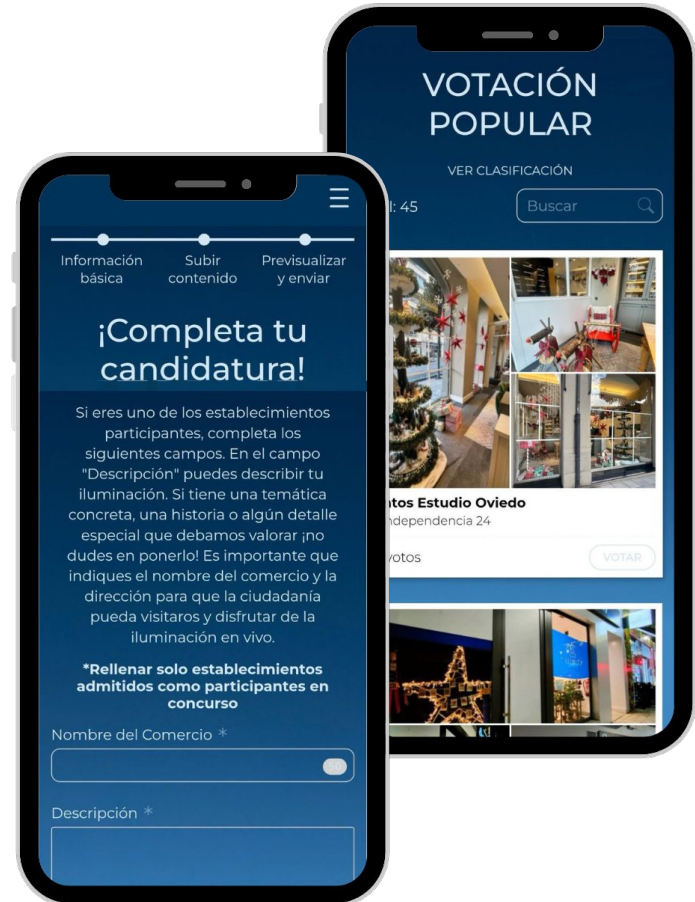 VOTACIÓN
POPULAR
VER CLASIFICACIÓN
l: 45
Buscar
tos Estudio Oviedo
ndependencia 24
votos
VOTAR
Información
básica
Subir
contenido
Previsualizar
y enviar
¡Completa tu
candidatura!
Si eres uno de los establecimientos
participantes, completa los
siguientes campos. En el campo
"Descripción" puedes describir tu
iluminación. Si tiene una temática
concreta, una historia o algún detalle
especial que debamos valorar ¡no
dudes en ponerlo! Es importante que
indiques el nombre del comercio y la
dirección para que la ciudadanía
pueda visitaros y disfrutar de la
iluminación en vivo.
*Rellenar solo establecimientos
admitidos como participantes en
concurso
Nombre del Comercio *
Descripción *